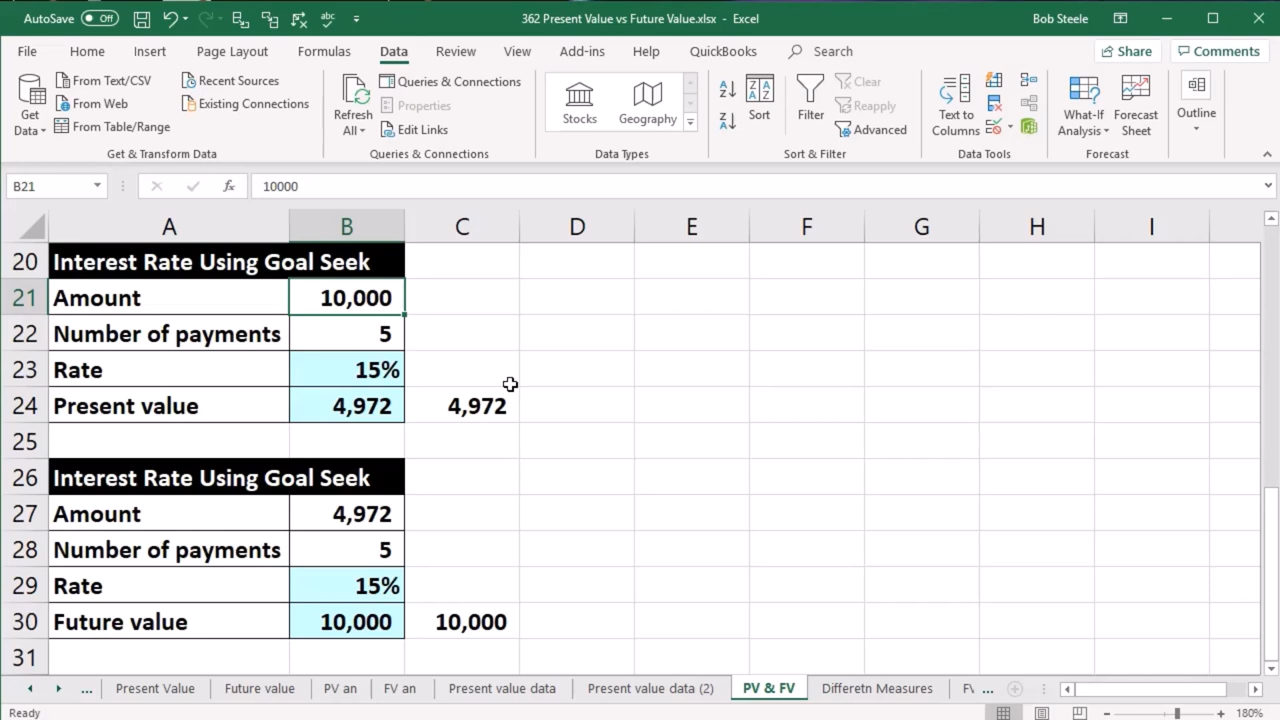 AutoSave Off 362 Present Value vs Future Value.xlsx - Excel Bob Steele
File Home Insert Page Layout Formulas Data Review View Add-ins Help QuickBooks Search Share Comments
Get Data
From Text/CSV
From Web
From Table/Range
Recent Sources
Existing Connections
Get & Transform Data
Refresh All
Queries & Connections
Properties
Edit Links
Queries & Connections
Stocks
Geography
Data Types
Sort
Filter
Clear
Reapply
Advanced
Sort & Filter
Text to Columns
Data Tools
What-If Analysis
Forecast Sheet
Forecast
Outline
B21 fx 10000
A B C D E F G H I
20 Interest Rate Using Goal Seek
21 Amount 10,000
22 Number of payments 5
23 Rate 15%
24 Present value 4,972 4,972
25
26 Interest Rate Using Goal Seek
27 Amount 4,972
28 Number of payments 5
29 Rate 15%
30 Future value 10,000 10,000
31
... Present Value Future value PV an FV an Present value data Present value data (2) PV & FV Differetn Measures FV ...
Ready 180%